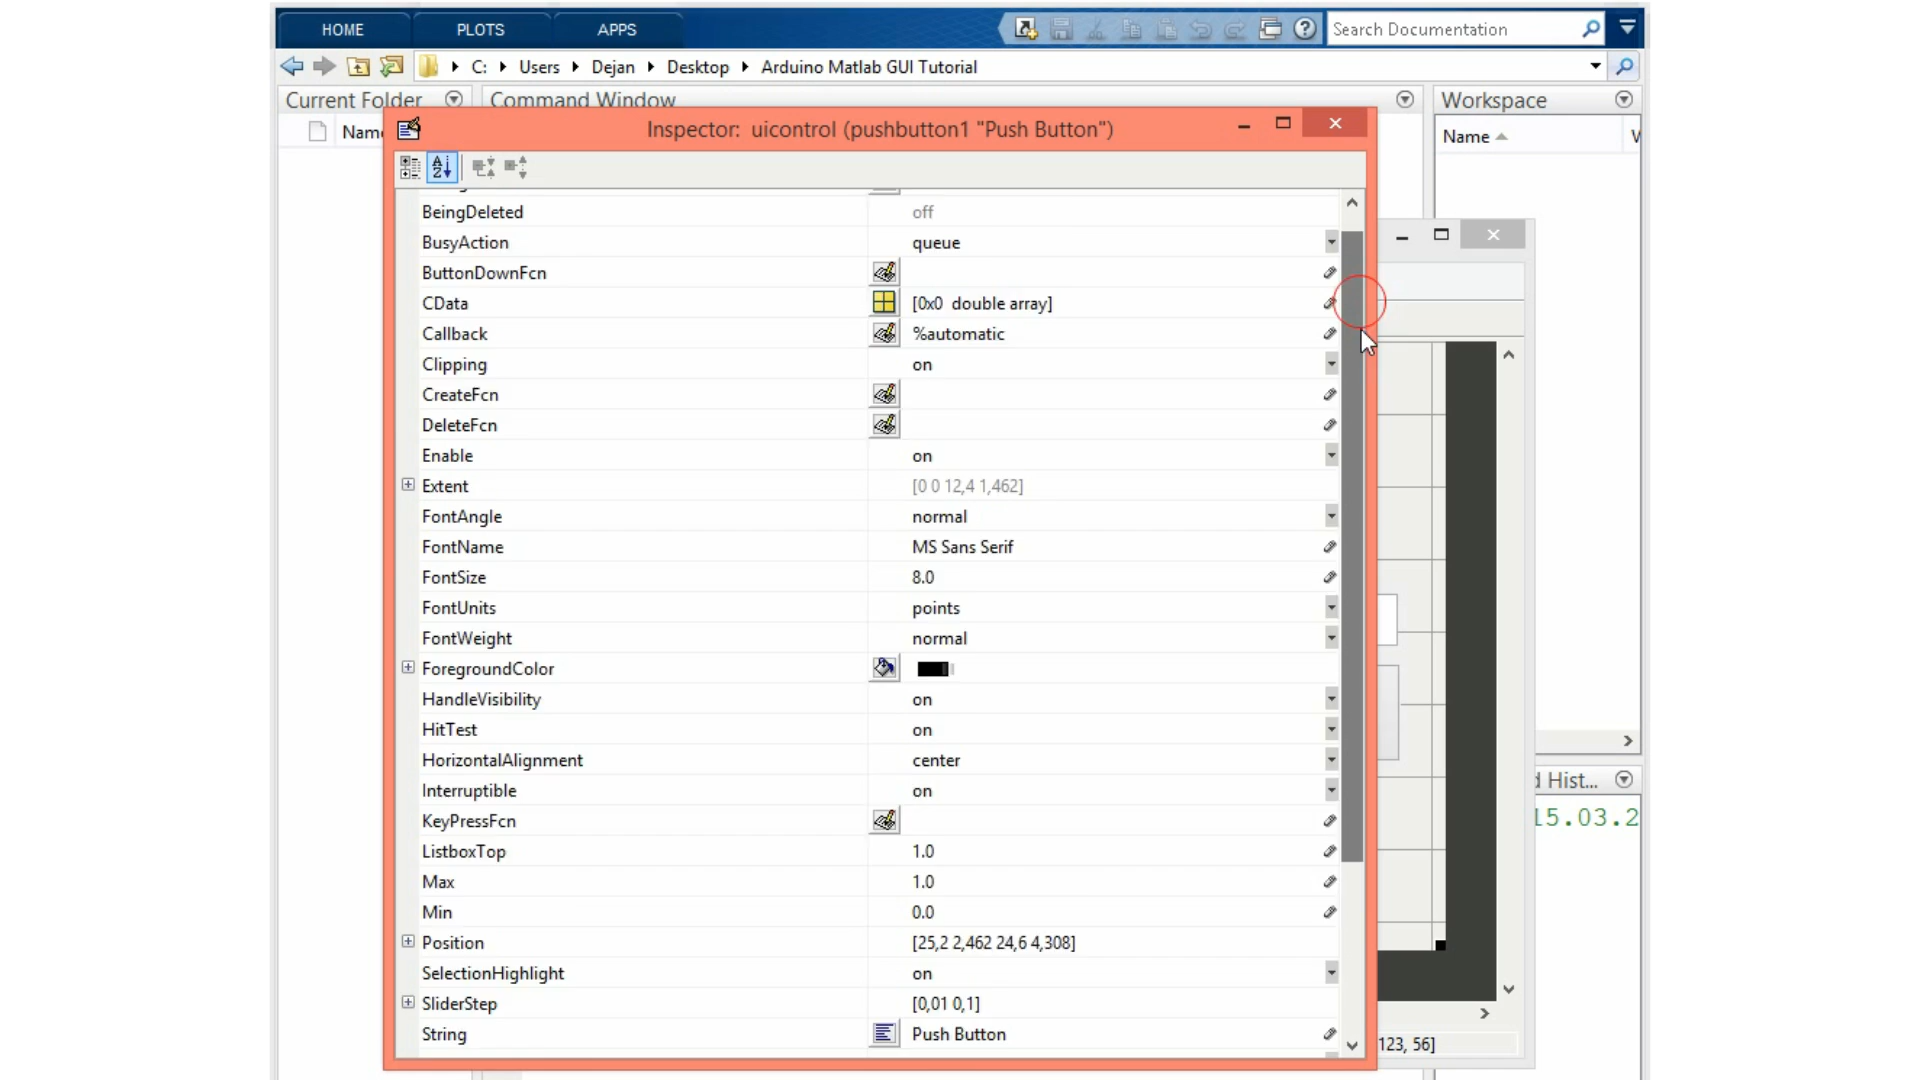 HOME PLOTS APPS Search Documentation
C: Users Dejan Desktop Arduino Matlab GUI Tutorial
Current Folder Command Window Workspace
Name
Name
Inspector: uicontrol (pushbutton1 "Push Button")
BeingDeleted off
BusyAction queue
ButtonDownFcn
CData [0x0 double array]
Callback %automatic
Clipping on
CreateFcn
DeleteFcn
Enable on
Extent [0 0 12,4 1,462]
FontAngle normal
FontName MS Sans Serif
FontSize 8.0
FontUnits points
FontWeight normal
ForegroundColor
HandleVisibility on
HitTest on
HorizontalAlignment center
Interruptible on
KeyPressFcn
ListboxTop 1.0
Max 1.0
Min 0.0
Position [25,2 2,462 24,6 4,308]
SelectionHighlight on
SliderStep [0,01 0,1]
String Push Button
d Hist...
15.03.2
123, 56]